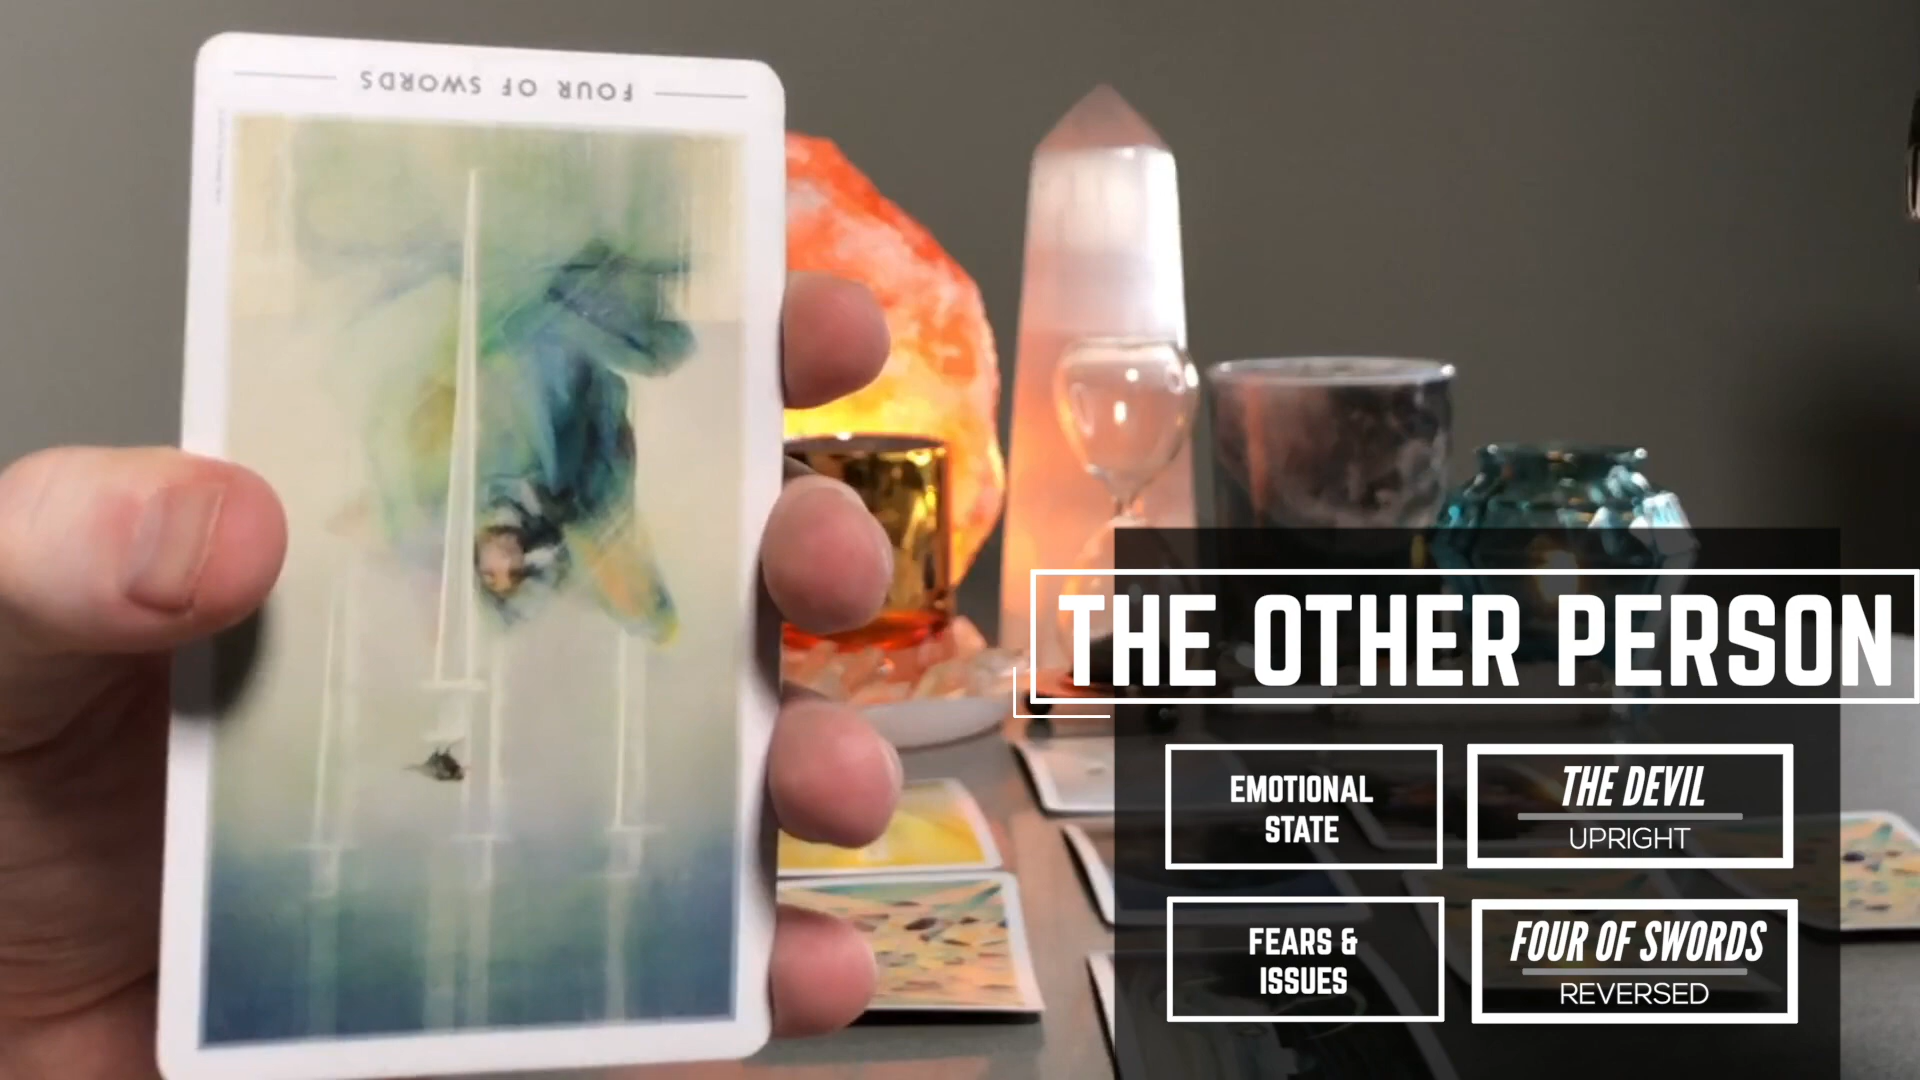 FOUR OF SWORDS
THE OTHER PERSON
EMOTIONAL
STATE
THE DEVIL
UPRIGHT
FEARS &
ISSUES
FOUR OF SWORDS
REVERSED